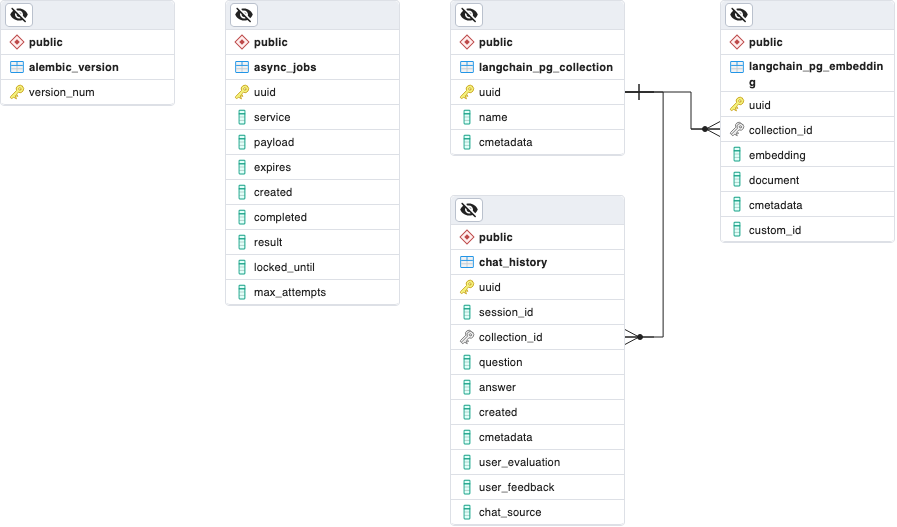 public
alembic_version
version_num
public
async_jobs
uuid
service
payload
expires
created
completed
result
locked_until
max_attempts
public
langchain_pg_collection
uuid
name
cmetadata
public
langchain_pg_embeddin
g
uuid
collection_id
embedding
document
cmetadata
custom_id
public
chat_history
uuid
session_id
collection_id
question
answer
created
cmetadata
user_evaluation
user_feedback
chat_source